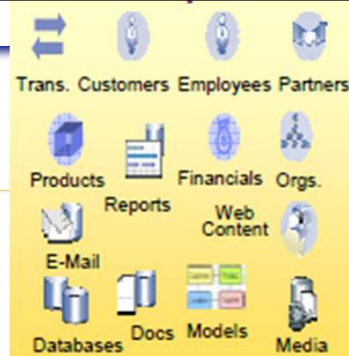 Trans. Customers Employees Partners
Products
Reports
Financials Orgs.
Web
Content
E-Mail
Databases Docs Models Media